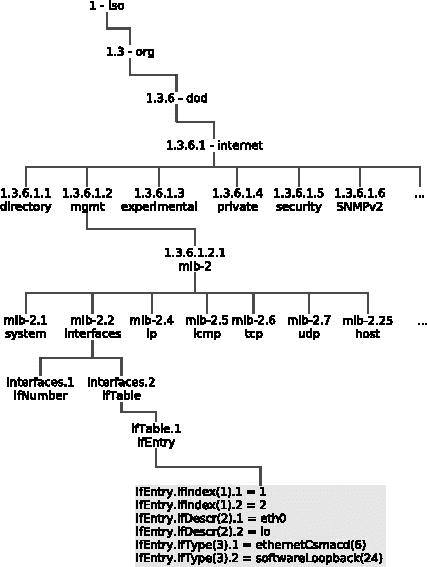 1 - iso
1.3 - org
1.3.6 - dod
1.3.6.1 - internet
1.3.6.1.1 1.3.6.1.2 1.3.6.1.3 1.3.6.1.4 1.3.6.1.5 1.3.6.1.6 ...
directory mgmt experimental private security SNMPv2
1.3.6.1.2.1
mib-2
mib-2.1 mib-2.2 mib-2.4 mib-2.5 mib-2.6 mib-2.7 mib-2.25 ...
system interfaces ip icmp tcp udp host
interfaces.1 interfaces.2
ifNumber ifTable
ifTable.1
ifEntry
ifEntry.ifIndex(1).1 = 1
ifEntry.ifIndex(1).2 = 2
ifEntry.ifDescr(2).1 = eth0
ifEntry.ifDescr(2).2 = lo
ifEntry.ifType(3).1 = ethernetCsmacd(6)
ifEntry.ifType(3).2 = softwareLoopback(24)